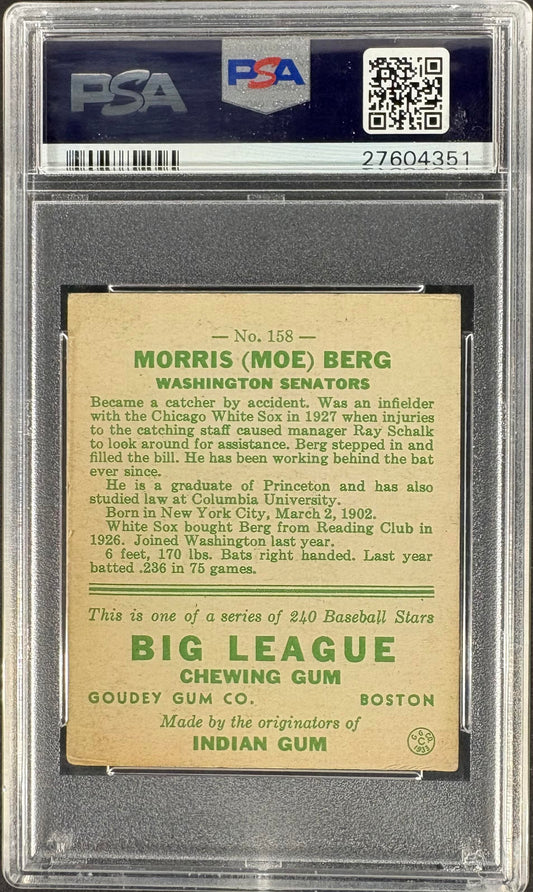 PSA PSA
27604351
— No. 158 —
MORRIS (MOE) BERG
WASHINGTON SENATORS
Became a catcher by accident. Was an infielder
with the Chicago White Sox in 1927 when injuries
to the catching staff caused manager Ray Schalk
to look around for assistance. Berg stepped in and
filled the bill. He has been working behind the bat
ever since.
He is a graduate of Princeton and has also
studied law at Columbia University.
Born in New York City, March 2, 1902.
White Sox bought Berg from Reading Club in
1926. Joined Washington last year.
6 feet, 170 lbs. Bats right handed. Last year
batted .236 in 75 games.
This is one of a series of 240 Baseball Stars
BIG LEAGUE
CHEWING GUM
GOUDEY GUM CO. BOSTON
Made by the originators of
INDIAN GUM
G. G. CO.
C
1933